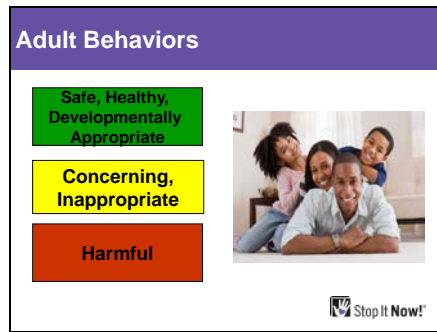 Adult Behaviors
Safe, Healthy,
Developmentally
Appropriate
Concerning,
Inappropriate
Harmful
Stop It Now!®